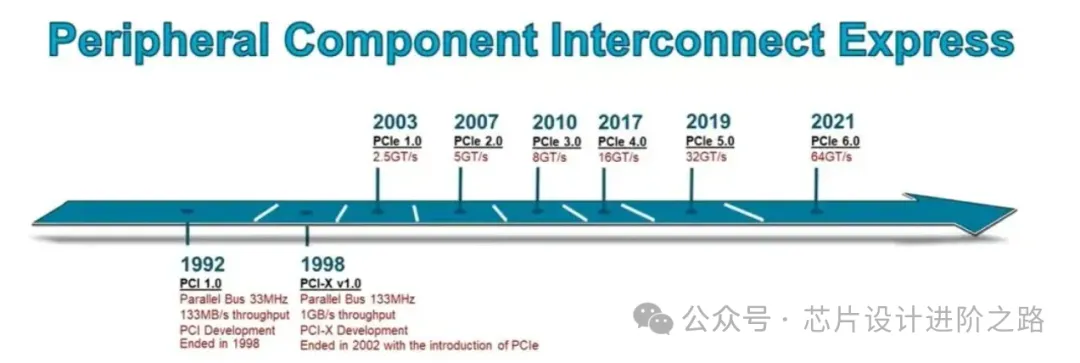 Peripheral Component Interconnect Express
2003
PCIe 1.0
2.5GT/s
2007
PCIe 2.0
5GT/s
2010
PCIe 3.0
8GT/s
2017
PCIe 4.0
16GT/s
2019
PCIe 5.0
32GT/s
2021
PCIe 6.0
64GT/s
1992
PCI 1.0
Parallel Bus 33MHz
133MB/s throughput
PCI Development
Ended in 1998
1998
PCI-X v1.0
Parallel Bus 133MHz
1GB/s throughput
PCI-X Development
Ended in 2002 with the introduction of PCIe
公众号 · 芯片设计进阶之路